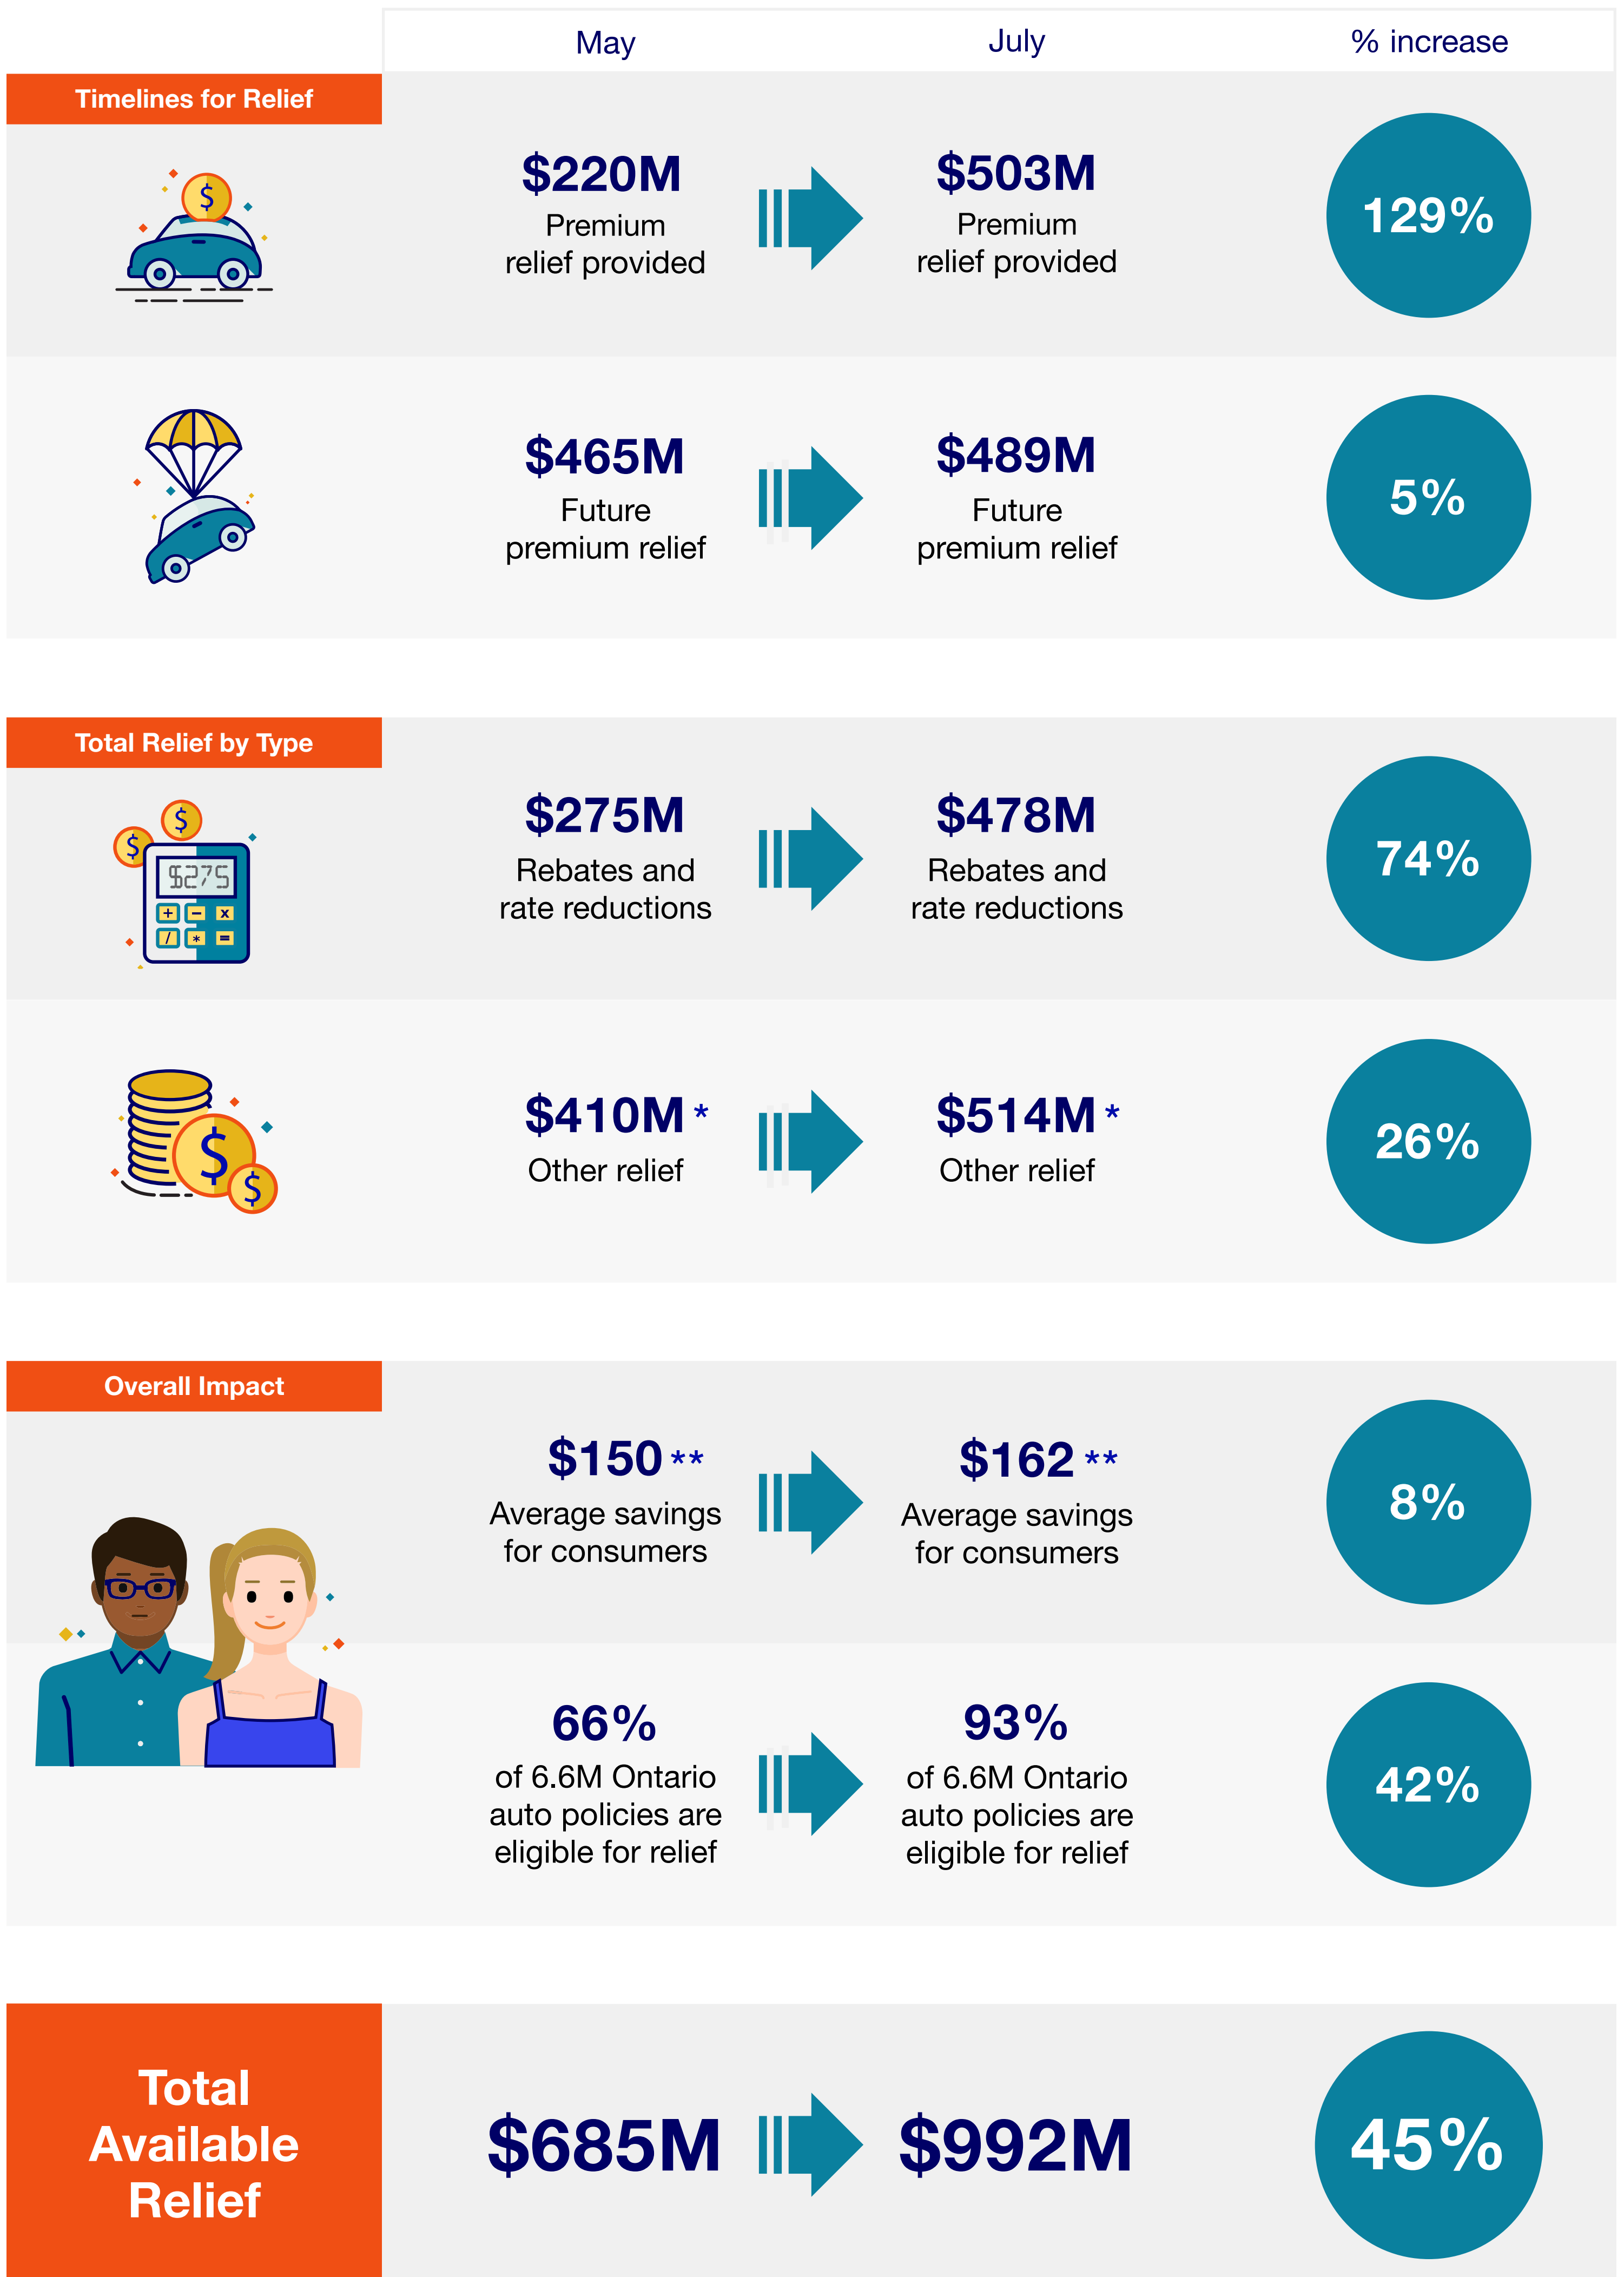 May
July
% increase
Timelines for Relief
$
$220M
Premium
relief provided
$503M
Premium
relief provided
129%
$465M
Future
premium relief
$489M
Future
premium relief
5%
Total Relief by Type
$
$
$275
+ − x
/ * =
$275M
Rebates and
rate reductions
$478M
Rebates and
rate reductions
74%
$
$
$410M *
Other relief
$514M *
Other relief
26%
Overall Impact
$150 **
Average savings
for consumers
$162 **
Average savings
for consumers
8%
66%
of 6.6M Ontario
auto policies are
eligible for relief
93%
of 6.6M Ontario
auto policies are
eligible for relief
42%
Total
Available
Relief
$685M
$992M
45%